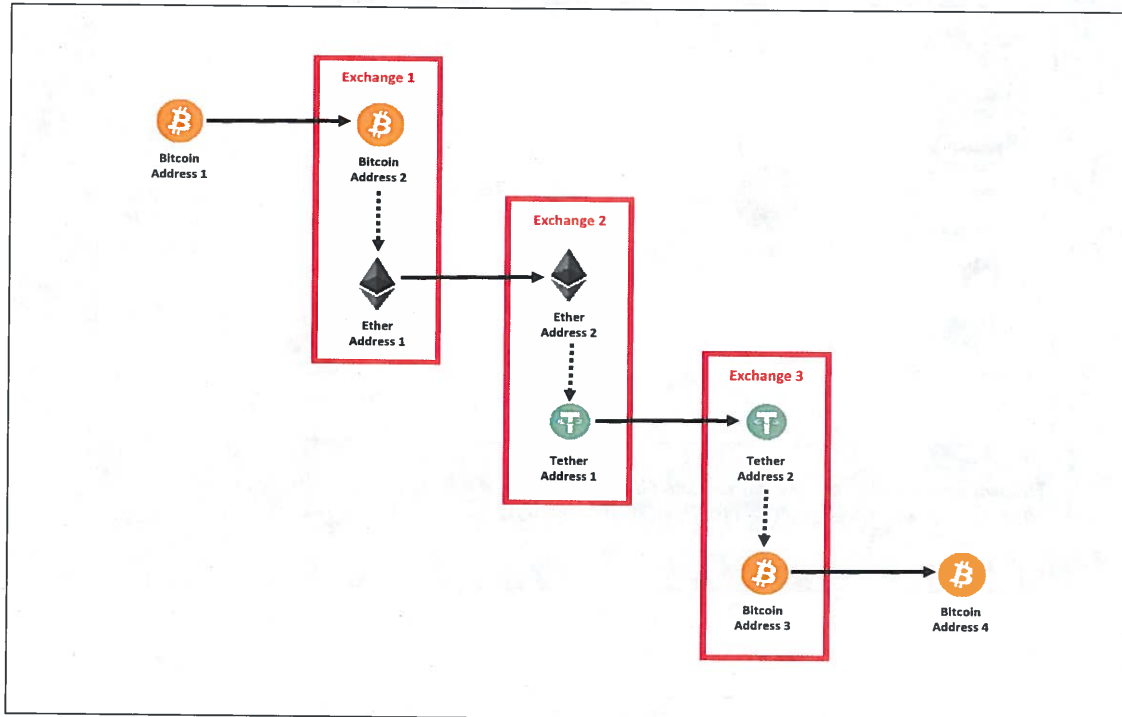 Exchange 1
Bitcoin
Address 1
Bitcoin
Address 2
Ether
Address 1
Exchange 2
Ether
Address 2
Tether
Address 1
Exchange 3
Tether
Address 2
Bitcoin
Address 3
Bitcoin
Address 4